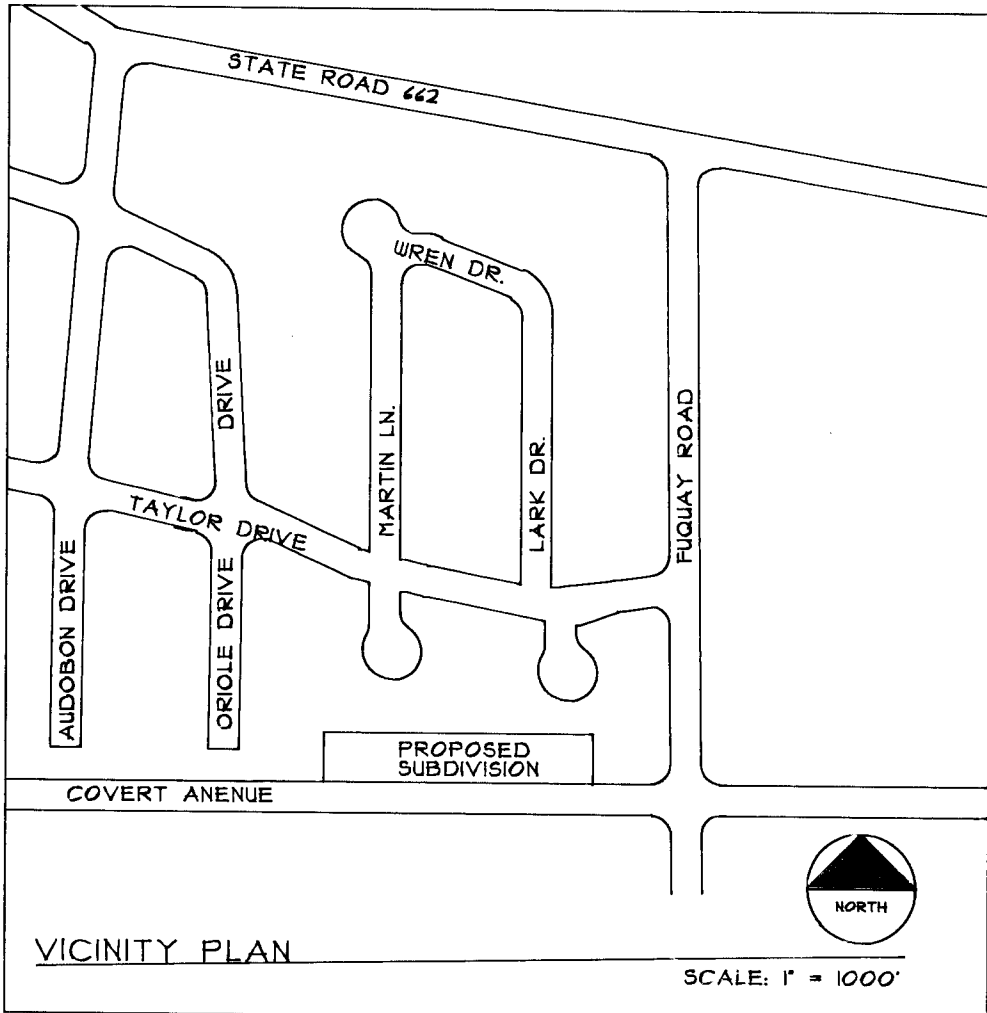 STATE ROAD 662
WREN DR.
DRIVE
MARTIN LN.
LARK DR.
FUQUAY ROAD
TAYLOR DRIVE
AUDOBON DRIVE
ORIOLE DRIVE
PROPOSED
SUBDIVISION
COVERT ANENUE
NORTH
VICINITY PLAN
SCALE: 1" = 1000'